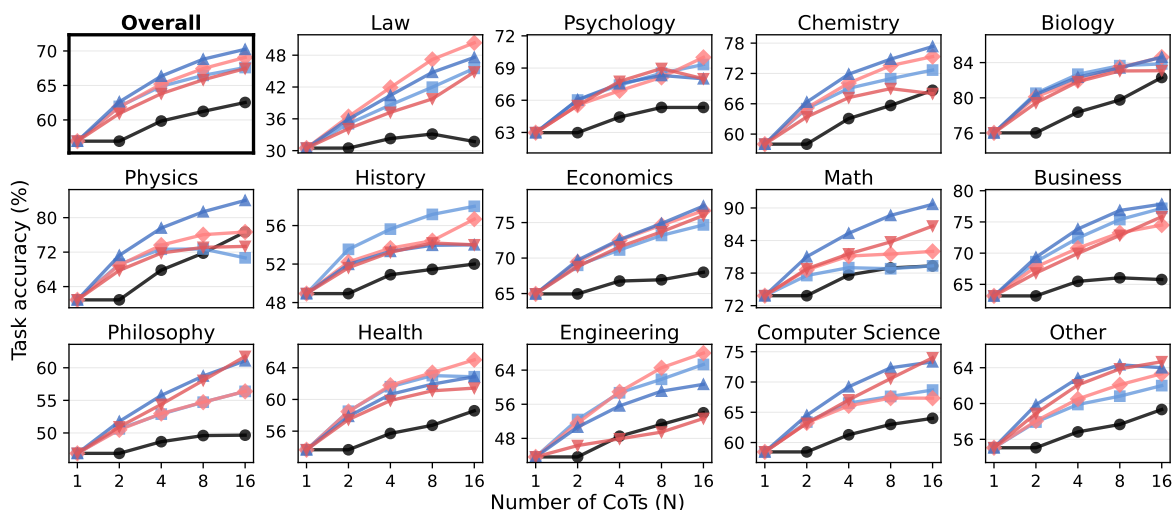 Overall
Law
Psychology
Chemistry
Biology
70
65
60
48
42
36
30
72
69
66
63
78
72
66
60
84
80
76
Physics
History
Economics
Math
Business
80
72
64
56
52
48
75
70
65
90
84
78
72
80
75
70
65
Philosophy
Health
Engineering
Computer Science
Other
60
55
50
64
60
56
64
56
48
75
70
65
60
64
60
56
1 2 4 8 16
1 2 4 8 16
1 2 4 8 16
1 2 4 8 16
1 2 4 8 16
Task accuracy (%)
Number of CoTs (N)